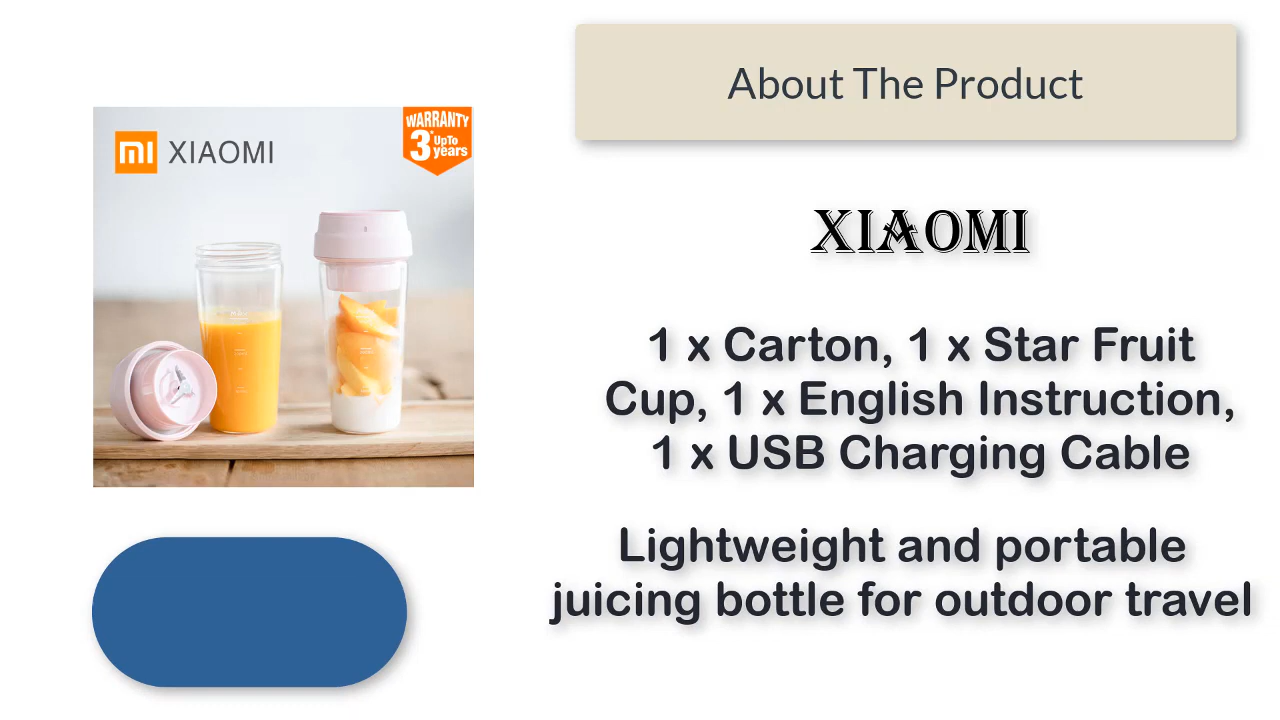 About The Product
mi XIAOMI
WARRANTY
3* UpTo
years
XIAOMI
1 x Carton, 1 x Star Fruit
Cup, 1 x English Instruction,
1 x USB Charging Cable
Lightweight and portable
juicing bottle for outdoor travel